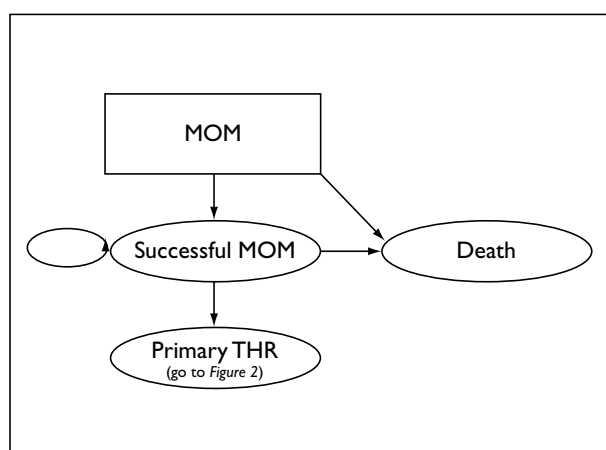 MOM
Successful MOM
Death
Primary THR
(go to Figure 2)